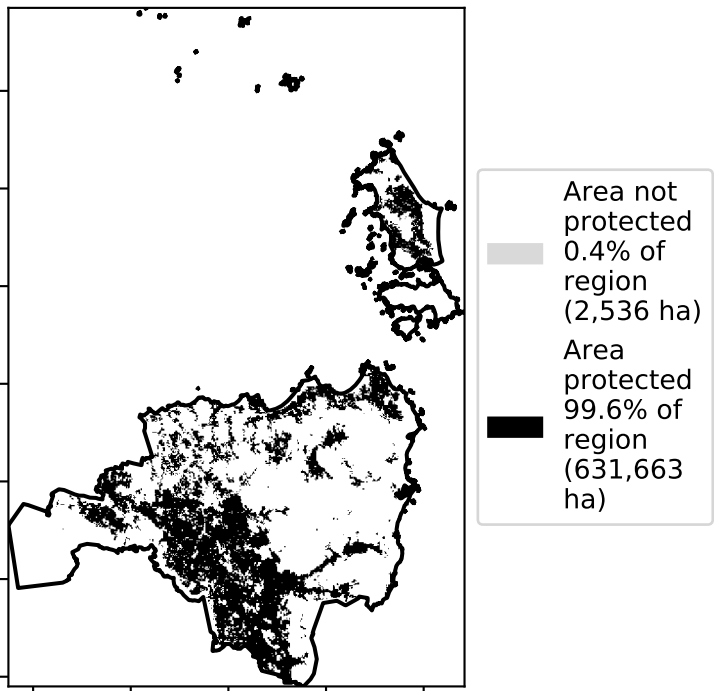 Area not
protected
0.4% of
region
(2,536 ha)
Area
protected
99.6% of
region
(631,663
ha)